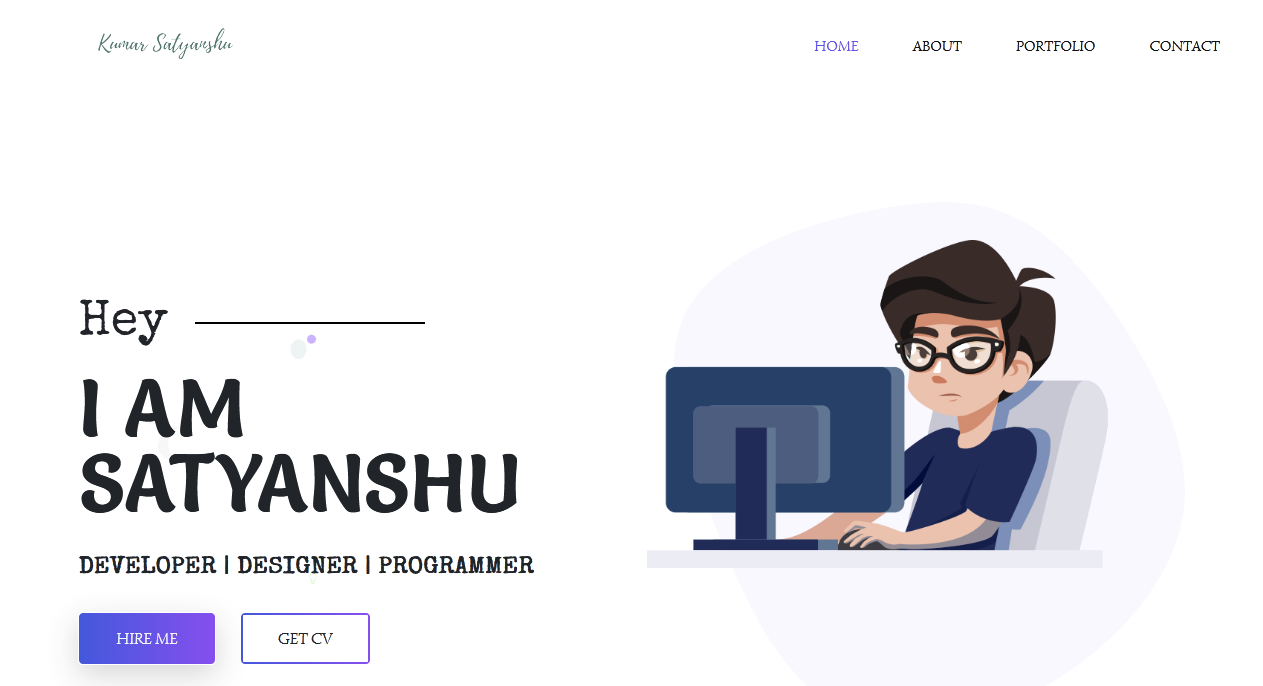 Kumar Satyanshu
HOME ABOUT PORTFOLIO CONTACT
Hey
I AM
SATYANSHU
DEVELOPER | DESIGNER | PROGRAMMER
HIRE ME GET CV